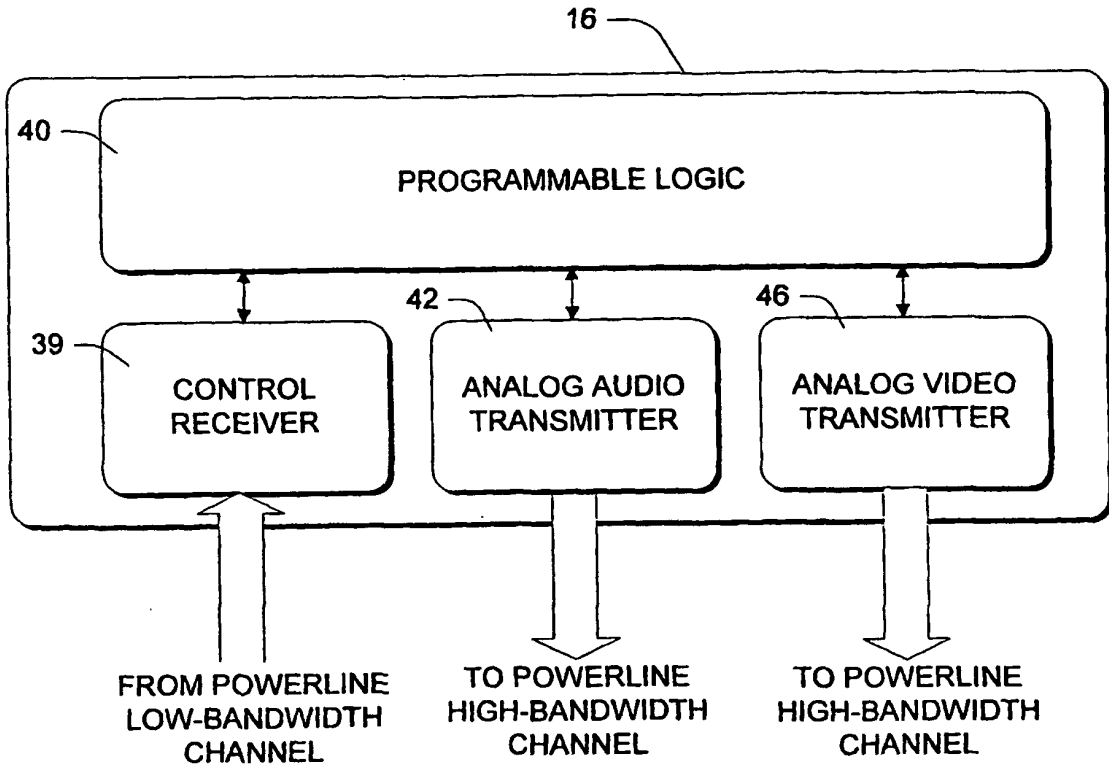 16
40
PROGRAMMABLE LOGIC
39
CONTROL
RECEIVER
42
ANALOG AUDIO
TRANSMITTER
46
ANALOG VIDEO
TRANSMITTER
FROM POWERLINE
LOW-BANDWIDTH
CHANNEL
TO POWERLINE
HIGH-BANDWIDTH
CHANNEL
TO POWERLINE
HIGH-BANDWIDTH
CHANNEL